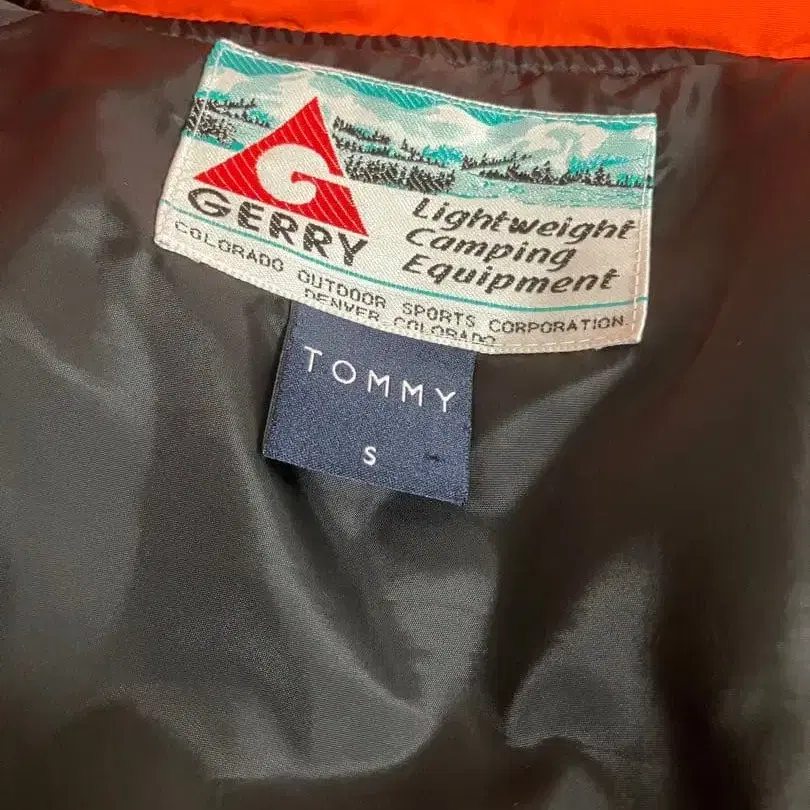 GERRY
Lightweight
Camping
Equipment
COLORADO OUTDOOR SPORTS CORPORATION
DENVER COLORADO
TOMMY
S